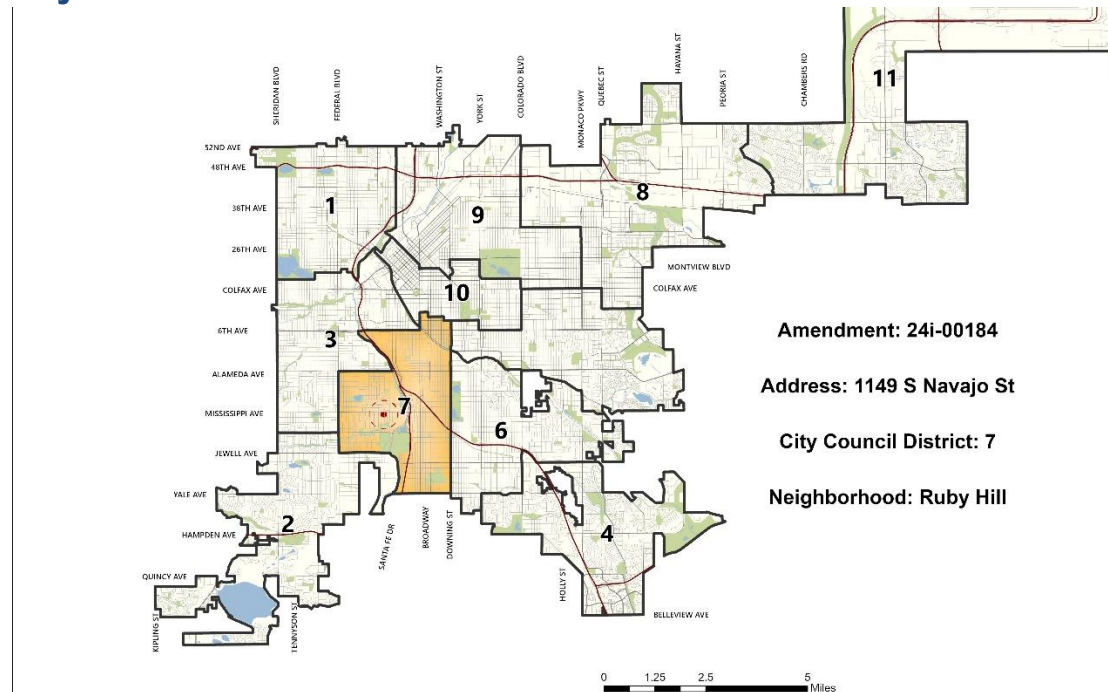 HAVANA ST
SHERIDAN BLVD
FEDERAL BLVD
WASHINGTON ST
YORK ST
COLORADO BLVD
MONACO PKWY
QUEBEC ST
PEORIA ST
CHAMBERS RD
11
52ND AVE
48TH AVE
8
1
38TH AVE
9
26TH AVE
MONTVIEW BLVD
COLFAX AVE
COLFAX AVE
10
6TH AVE
3
Amendment: 24i-00184
ALAMEDA AVE
Address: 1149 S Navajo St
7
MISSISSIPPI AVE
6
City Council District: 7
JEWELL AVE
YALE AVE
Neighborhood: Ruby Hill
2
HAMPDEN AVE
4
SANTA FE DR
BROADWAY
DOWNING ST
QUINCY AVE
HOLLY ST
BELLEVIEW AVE
KIPLING ST
TENNYSON ST
0 1.25 2.5 5
Miles